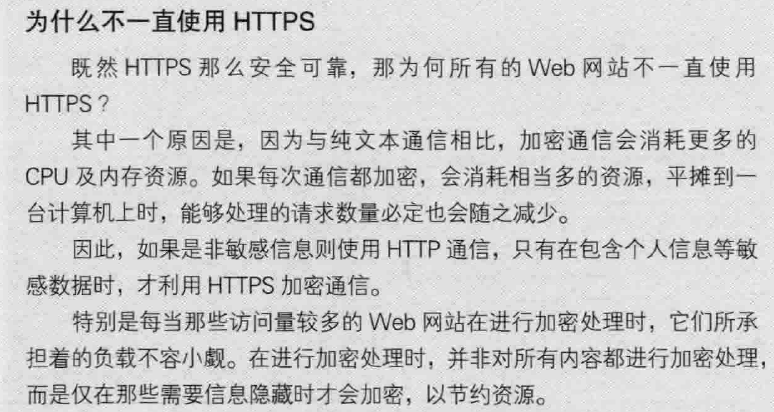 为什么不一直使用 HTTPS
既然 HTTPS 那么安全可靠，那为何所有的 Web 网站不一直使用
HTTPS？
其中一个原因是，因为与纯文本通信相比，加密通信会消耗更多的
CPU 及内存资源。如果每次通信都加密，会消耗相当多的资源，平摊到一
台计算机上时，能够处理的请求数量必定也会随之减少。
因此，如果是非敏感信息则使用 HTTP 通信，只有在包含个人信息等敏
感数据时，才利用 HTTPS 加密通信。
特别是每当那些访问量较多的 Web 网站在进行加密处理时，它们所承
担着的负载不容小觑。在进行加密处理时，并非对所有内容都进行加密处理，
而是仅在那些需要信息隐藏时才会加密，以节约资源。